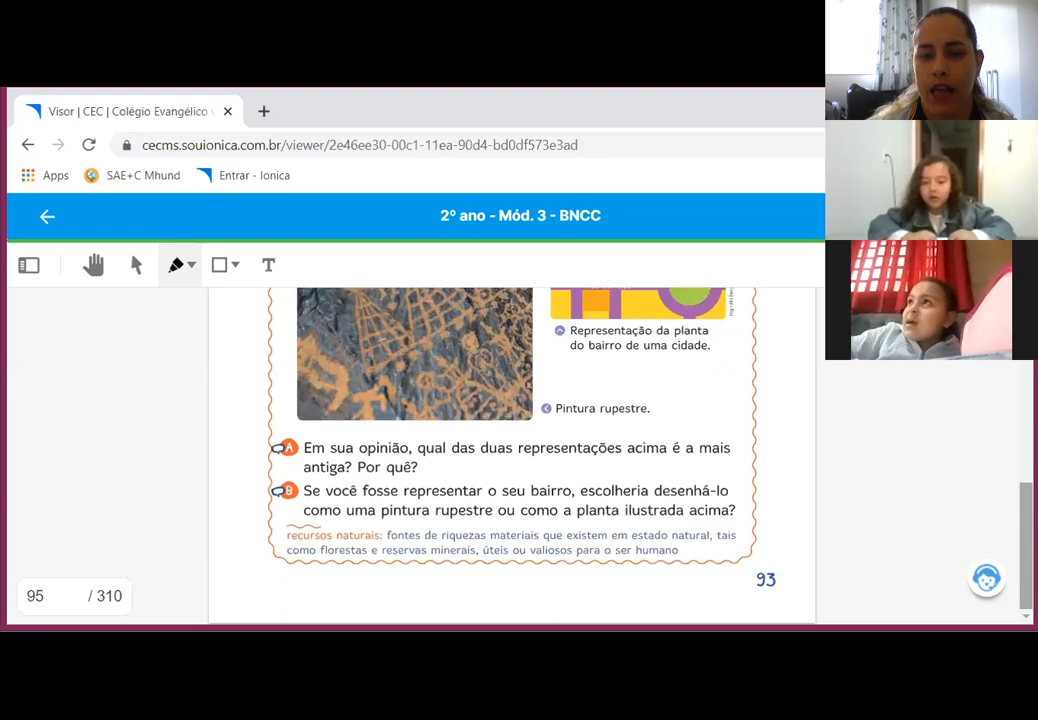 Visor | CEC | Colégio Evangélico
cecms.souionica.com.br/viewer/2e46ee30-00c1-11ea-90d4-bd0df573e3ad
Apps SAE+C Mhund Entrar - Ionica
2º ano - Mód. 3 - BNCC
T
Representação da planta
do bairro de uma cidade.
Pintura rupestre.
A Em sua opinião, qual das duas representações acima é a mais
antiga? Por quê?
B Se você fosse representar o seu bairro, escolheria desenhá-lo
como uma pintura rupestre ou como a planta ilustrada acima?
recursos naturais: fontes de riquezas materiais que existem em estado natural, tais
como florestas e reservas minerais, úteis ou valiosos para o ser humano
93
95 / 310